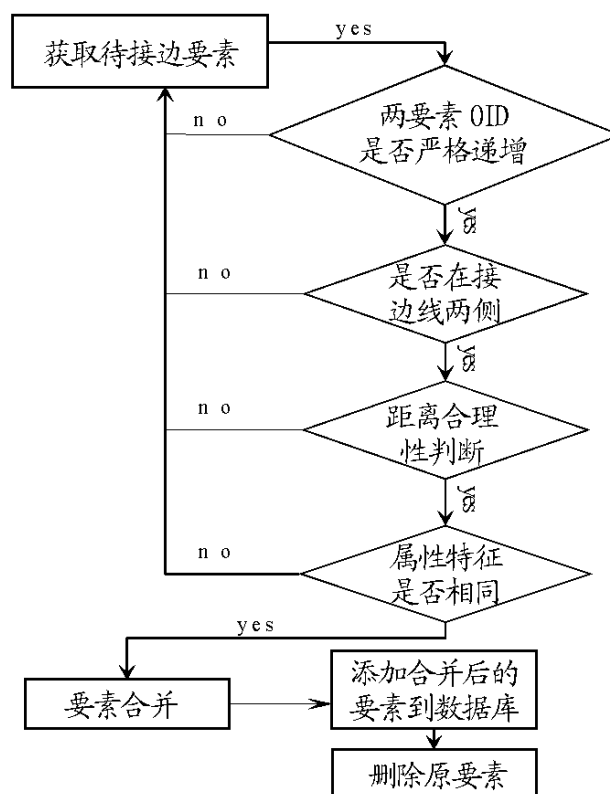 获取待接边要素
yes
两要素 OID
是否严格递增
no
yes
是否在接
边线两侧
no
yes
距离合理
性判断
no
yes
属性特征
是否相同
no
yes
要素合并
添加合并后的
要素到数据库
删除原要素